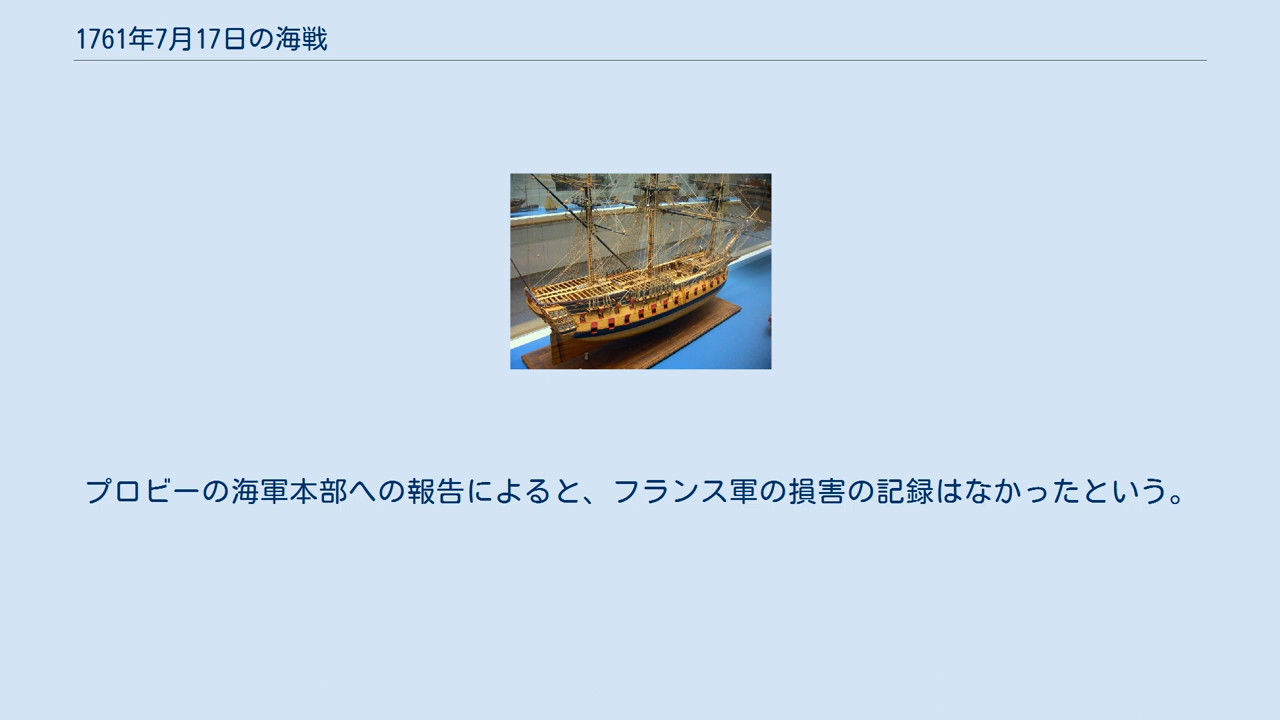 1761年7月17日の海戦
プロビーの海軍本部への報告によると、フランス軍の損害の記録はなかったという。